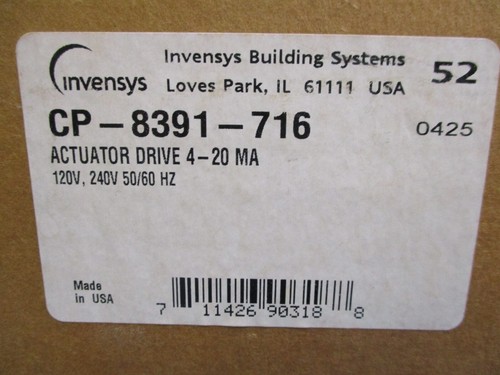 invensys
Invensys Building Systems
Loves Park, IL 61111 USA
52
CP-8391-716
0425
ACTUATOR DRIVE 4-20 MA
120V, 240V 50/60 HZ
Made
in USA
7 11426 90318 8